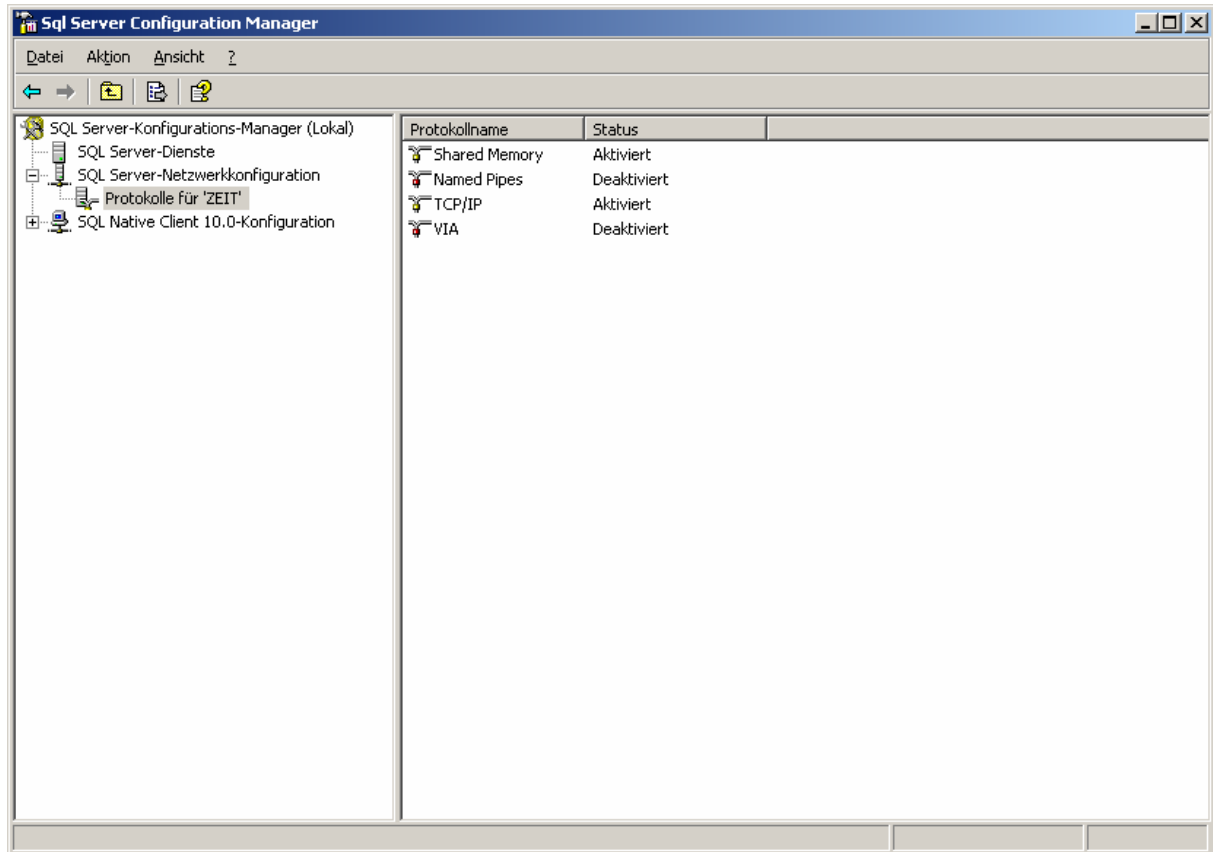 Sql Server Configuration Manager
Datei Aktion Ansicht ?
SQL Server-Konfigurations-Manager (Lokal)
SQL Server-Dienste
SQL Server-Netzwerkkonfiguration
Protokolle für 'ZEIT'
SQL Native Client 10.0-Konfiguration
Protokollname Status
Shared Memory Aktiviert
Named Pipes Deaktiviert
TCP/IP Aktiviert
VIA Deaktiviert